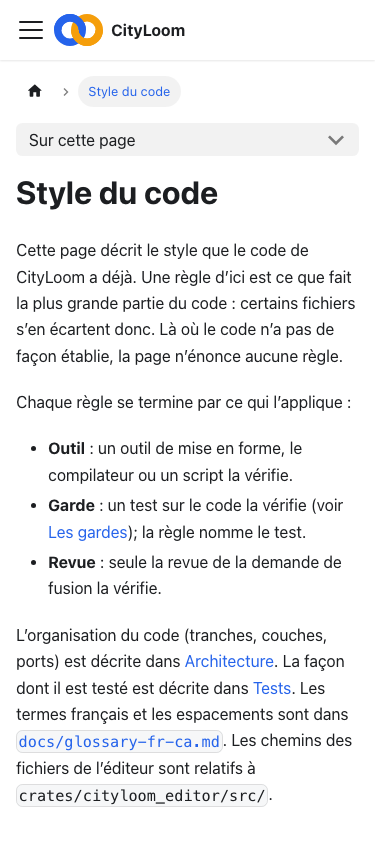 CityLoom
Style du code
Sur cette page
Style du code
Cette page décrit le style que le code de
CityLoom a déjà. Une règle d’ici est ce que fait
la plus grande partie du code : certains fichiers
s’en écartent donc. Là où le code n’a pas de
façon établie, la page n’énonce aucune règle.
Chaque règle se termine par ce qui l’applique :
• Outil : un outil de mise en forme, le
compilateur ou un script la vérifie.
• Garde : un test sur le code la vérifie (voir
Les gardes); la règle nomme le test.
• Revue : seule la revue de la demande de
fusion la vérifie.
L’organisation du code (tranches, couches,
ports) est décrite dans Architecture. La façon
dont il est testé est décrite dans Tests. Les
termes français et les espacements sont dans
docs/glossary-fr-ca.md. Les chemins des
fichiers de l’éditeur sont relatifs à
crates/cityloom_editor/src/.